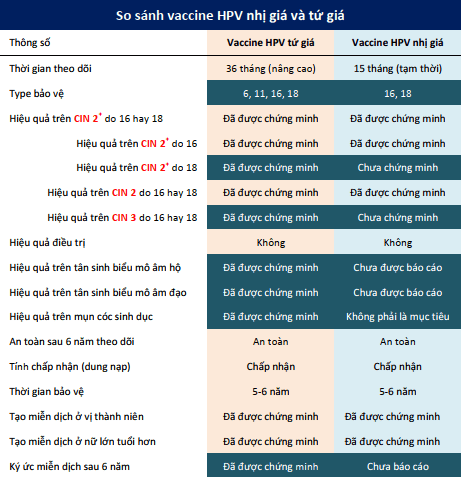 So sánh vaccine HPV nhị giá và tứ giá
Thông số Vaccine HPV tứ giá Vaccine HPV nhị giá
Thời gian theo dõi 36 tháng (nâng cao) 15 tháng (tạm thời)
Type bảo vệ 6, 11, 16, 18 16, 18
Hiệu quả trên CIN 2+ do 16 hay 18 Đã được chứng minh Đã được chứng minh
Hiệu quả trên CIN 2+ do 16 Đã được chứng minh Đã được chứng minh
Hiệu quả trên CIN 2+ do 18 Đã được chứng minh Chưa chứng minh
Hiệu quả trên CIN 2 do 16 hay 18 Đã được chứng minh Đã được chứng minh
Hiệu quả trên CIN 3 do 16 hay 18 Đã được chứng minh Chưa chứng minh
Hiệu quả điều trị Không Không
Hiệu quả trên tân sinh biểu mô âm hộ Đã được chứng minh Chưa được báo cáo
Hiệu quả trên tân sinh biểu mô âm đạo Đã được chứng minh Chưa được báo cáo
Hiệu quả trên mụn cóc sinh dục Đã được chứng minh Không phải là mục tiêu
An toàn sau 6 năm theo dõi An toàn An toàn
Tính chấp nhận (dung nạp) Chấp nhận Chấp nhận
Thời gian bảo vệ 5-6 năm 5-6 năm
Tạo miễn dịch ở vị thành niên Đã được chứng minh Đã được chứng minh
Tạo miễn dịch ở nữ lớn tuổi hơn Đã được chứng minh Đã được chứng minh
Ký ức miễn dịch sau 6 năm Đã được chứng minh Chưa báo cáo